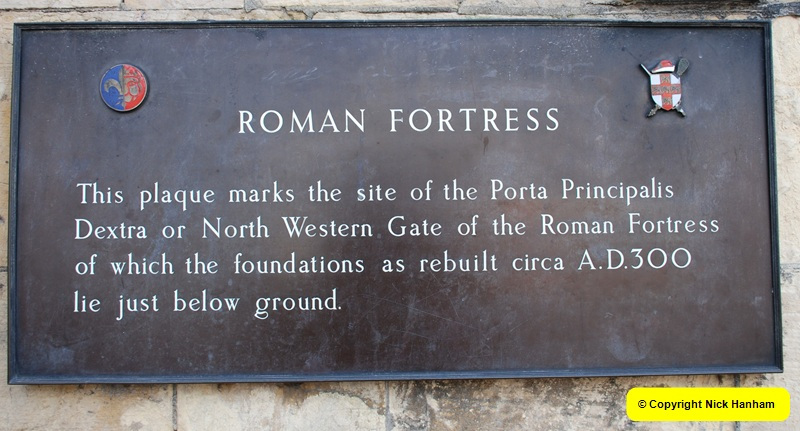 ROMAN FORTRESS
This plaque marks the site of the Porta Principalis
Dextra or North Western Gate of the Roman Fortress
of which the foundations as rebuilt circa A.D.300
lie just below ground.
© Copyright Nick Hanham